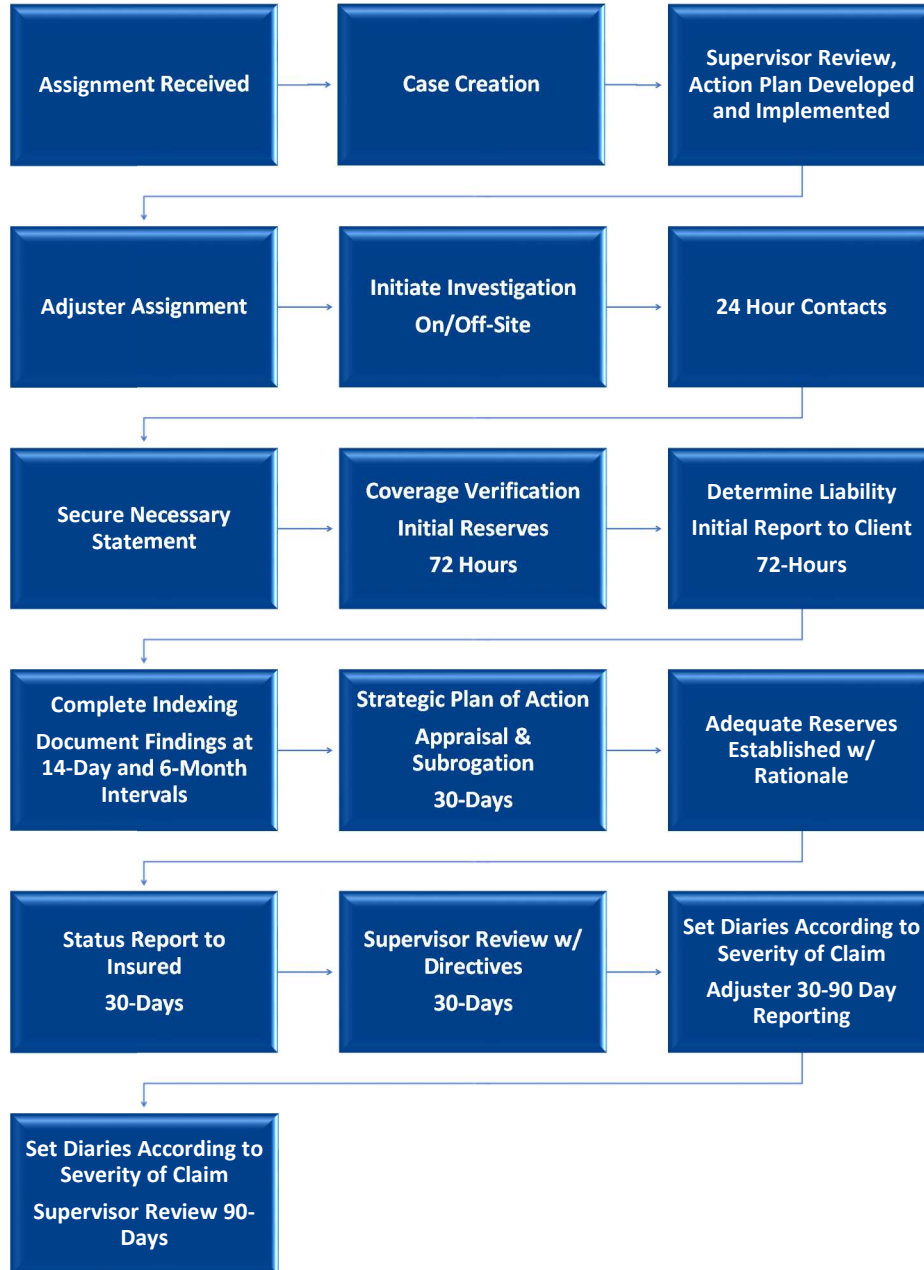 Assignment Received
Case Creation
Supervisor Review,
Action Plan Developed
and Implemented
Adjuster Assignment
Initiate Investigation
On/Off-Site
24 Hour Contacts
Secure Necessary
Statement
Coverage Verification
Initial Reserves
72 Hours
Determine Liability
Initial Report to Client
72-Hours
Complete Indexing
Document Findings at
14-Day and 6-Month
Intervals
Strategic Plan of Action
Appraisal &
Subrogation
30-Days
Adequate Reserves
Established w/
Rationale
Status Report to
Insured
30-Days
Supervisor Review w/
Directives
30-Days
Set Diaries According to
Severity of Claim
Adjuster 30-90 Day
Reporting
Set Diaries According to
Severity of Claim
Supervisor Review 90-
Days